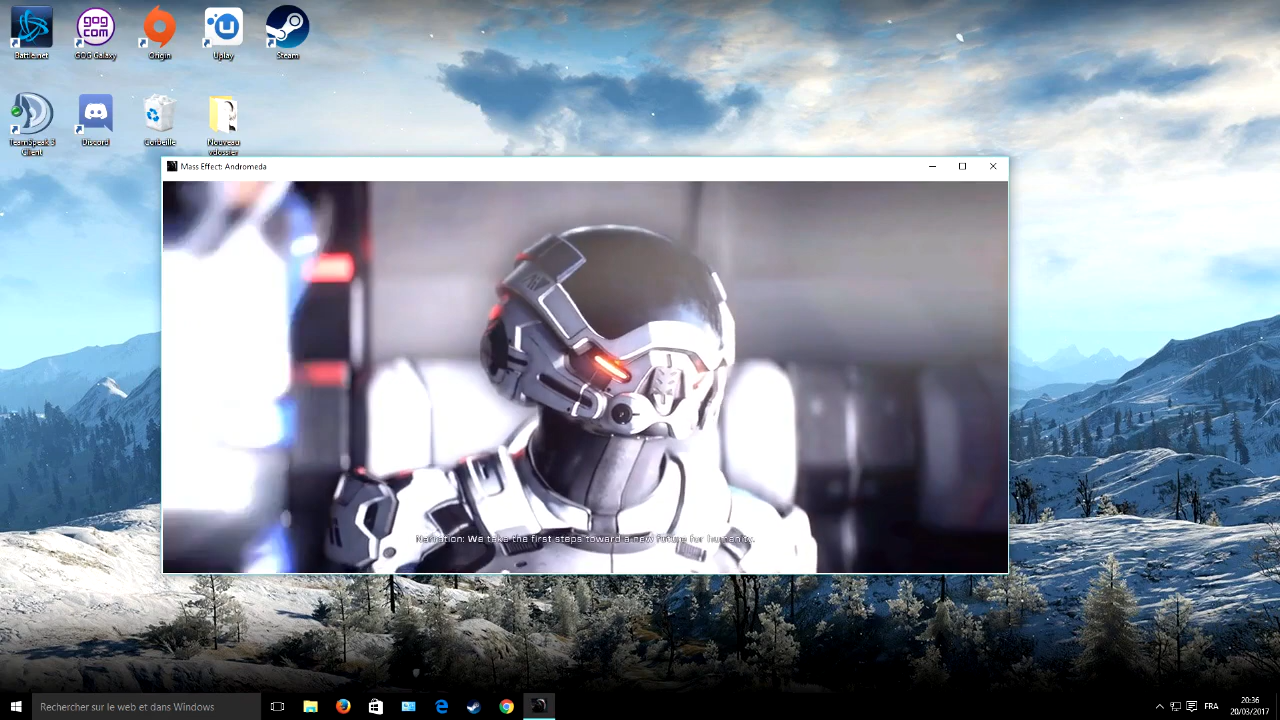 Battle.net
GOG Galaxy
Origin
Uplay
Steam
GOG
COM
TeamSpeak 3
Client
Discord
Corbeille
Nouveau
dossier
Mass Effect: Andromeda
Narration: We take the first steps toward a new future for humanity.
Rechercher sur le web et dans Windows
FRA
20:36
20/03/2017